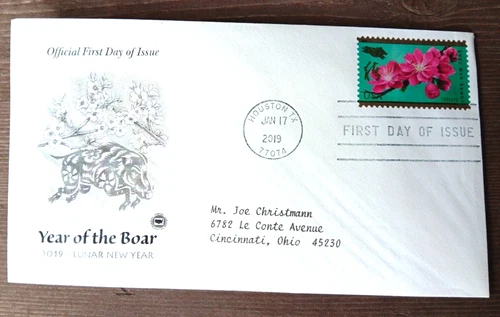 Official First Day of Issue
HOUSTON TX
JAN 17
2019
77074
FIRST DAY OF ISSUE
Year of the Boar
2019 LUNAR NEW YEAR
Mr. Joe Christmann
6782 Le Conte Avenue
Cincinnati, Ohio 45230